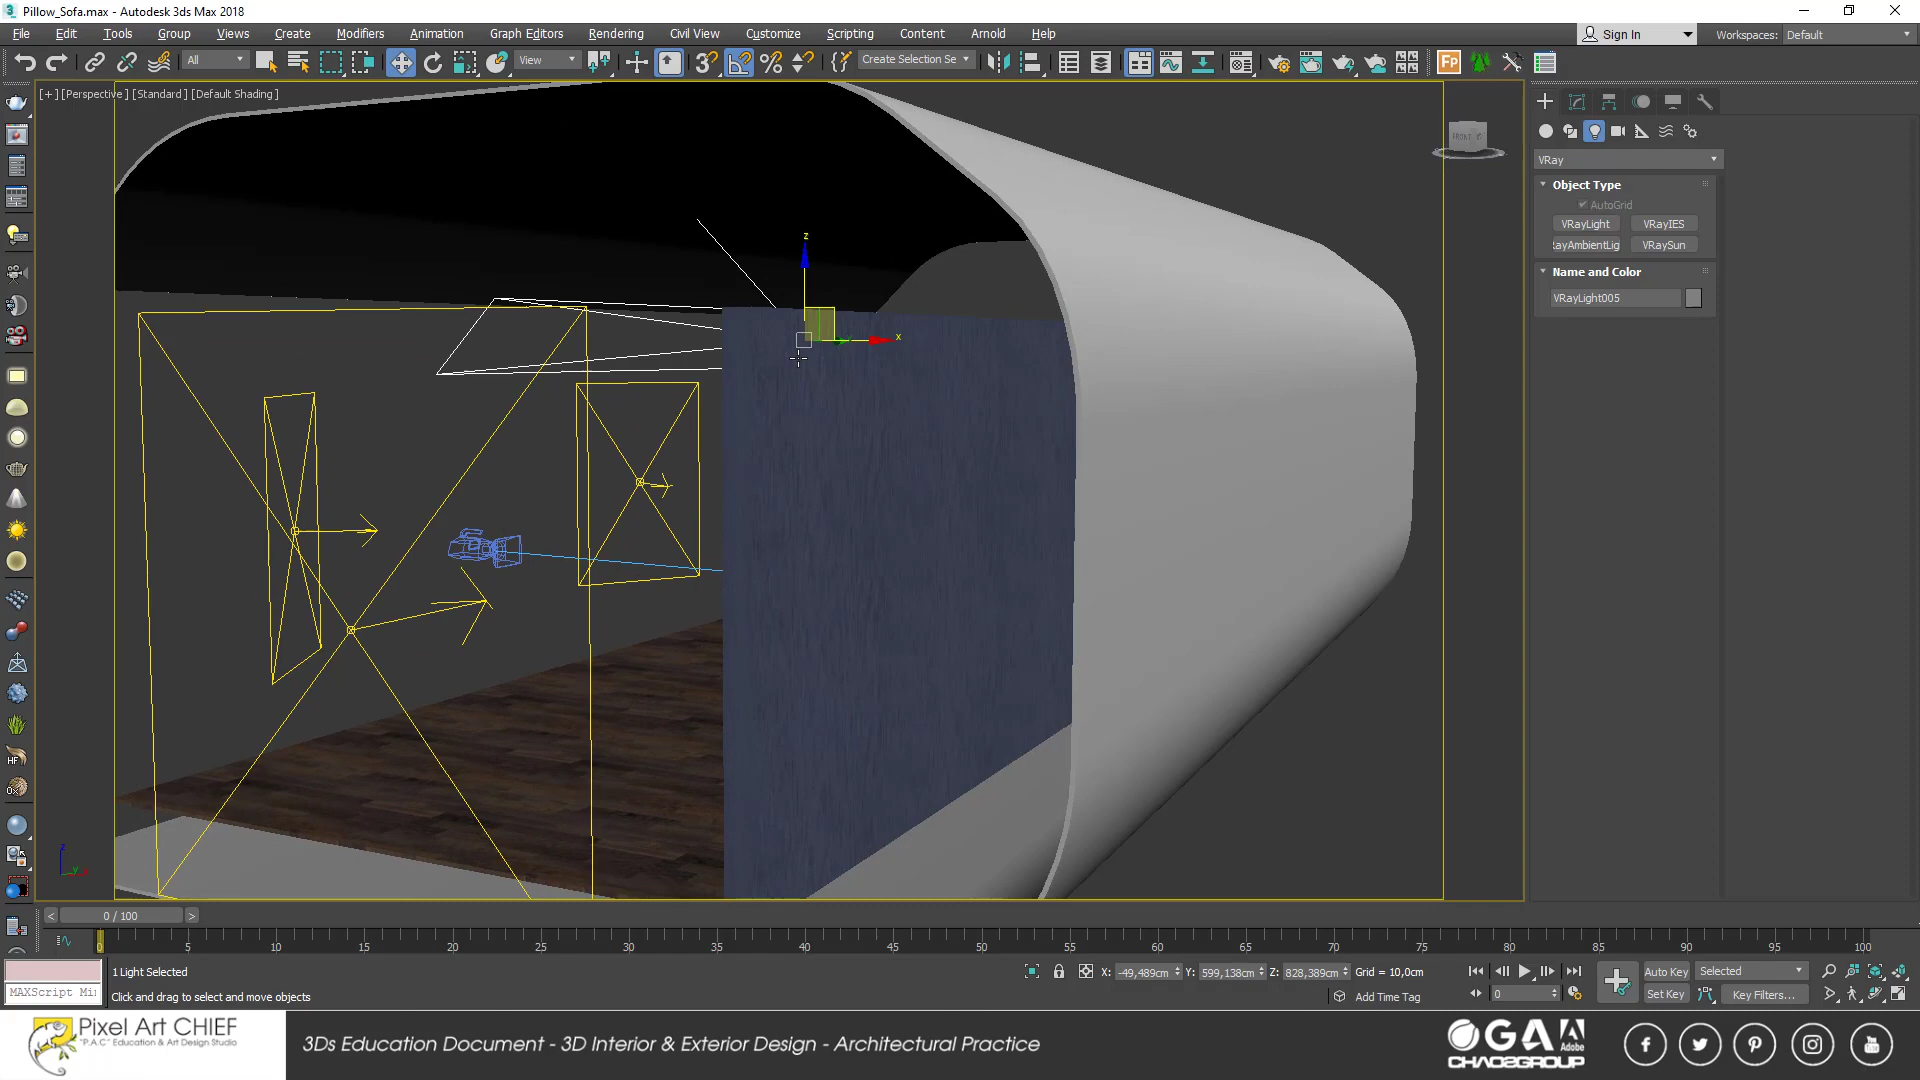 Pillow_Sofa.max - Autodesk 3ds Max 2018
File Edit Tools Group Views Create Modifiers Animation Graph Editors Rendering Civil View Customize Scripting Content Arnold Help
Sign In Workspaces: Default
All View Create Selection Se
[+] [Perspective] [Standard] [Default Shading]
FRONT
VRay
Object Type
AutoGrid
VRayLight VRayIES
RayAmbientLig VRaySun
Name and Color
VRayLight005
z
x
z
HF
0 / 100
0 5 10 15 20 25 30 35 40 45 50 55 60 65 70 75 80 85 90 95 100
1 Light Selected
X: -49,489cm Y: 599,138cm Z: 828,389cm Grid = 10,0cm
Auto Key Selected
MAXScript Mi
Click and drag to select and move objects
Add Time Tag
0
Set Key Key Filters...
Pixel Art CHIEF
"P.A.C" Education & Art Design Studio
3Ds Education Document - 3D Interior & Exterior Design - Architectural Practice
Adobe
CHAOSGROUP